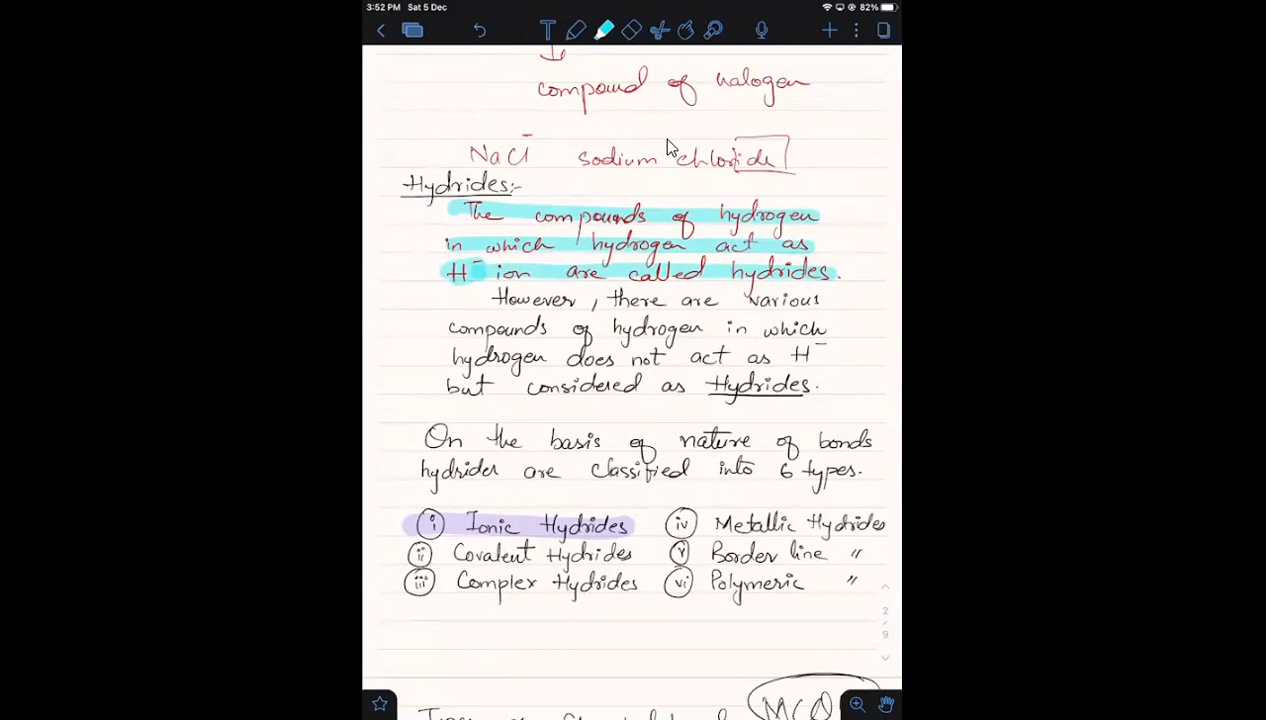 3:52 PM Sat 5 Dec
82%
compound of halogen
NaCl⁻ sodium chloride
Hydrides:-
The compounds of hydrogen
in which hydrogen act as
H⁻ ion are called hydrides.
However, there are various
compounds of hydrogen in which
hydrogen does not act as H⁻
but considered as Hydrides.
On the basis of nature of bonds
hydrides are classified into 6 types.
(i) Ionic Hydrides (iv) Metallic Hydrides
(ii) Covalent Hydrides (v) Border line "
(iii) Complex Hydrides (vi) Polymeric "
2
/
9
MCQ